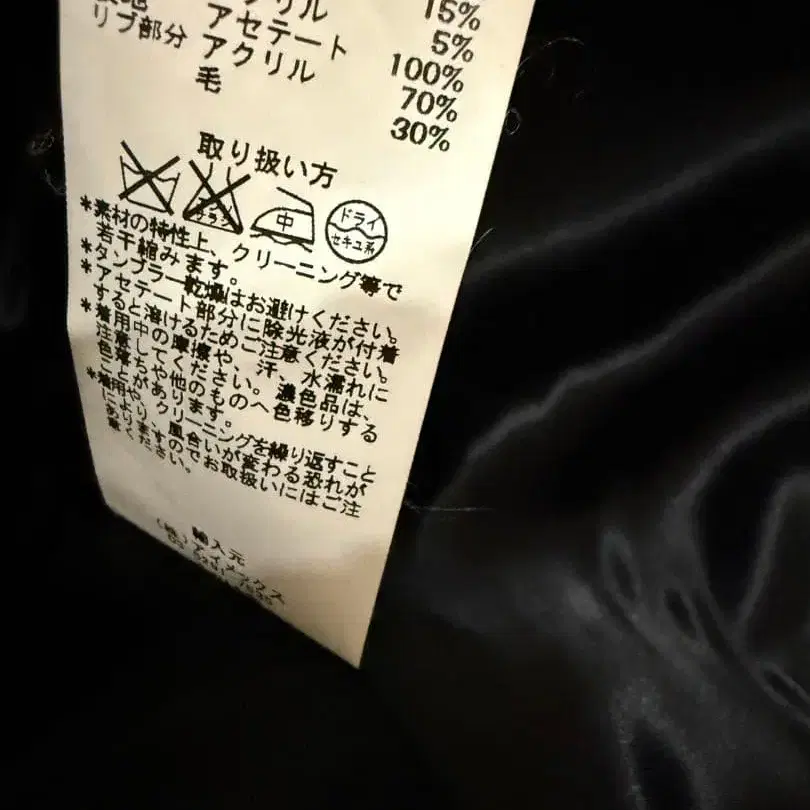 15%
アクリル 5%
アセテート 100%
リブ部分 アクリル 70%
毛 30%
取り扱い方
中
ドライ
セキユ系
*素材の特性上、クリーニング等で
若干縮みます。
*タンブラー乾燥はお避けください。
*アセテート部分に除光液が付着
すると溶けるためご注意ください。
*着用中の摩擦や、汗、水濡れに
注意してください。濃色品は、
色落ちや他のものへ色移りする
ことがあります。
*着用や、クリーニングを繰り返すこと
により、風合いが変わる恐れが
ありますのでお取扱いにはご注
意ください。
輸入元
(株)アイメックス